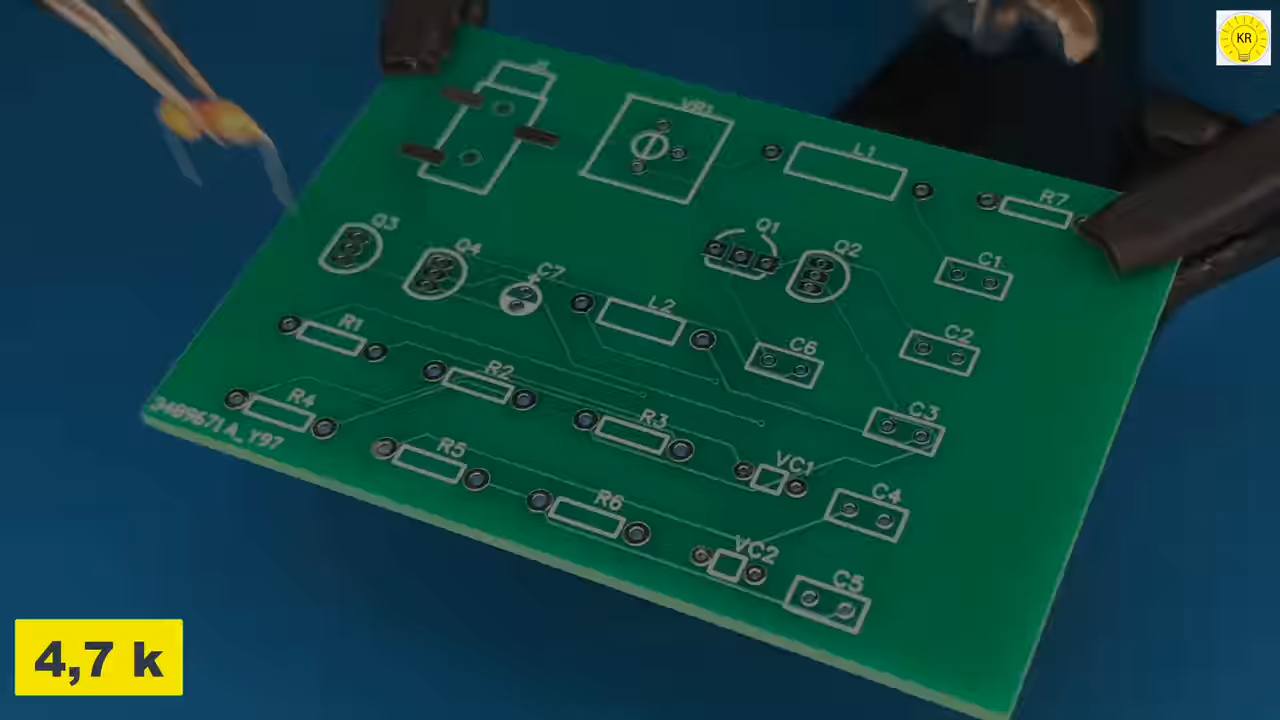 KR
VR1
L1
R7
Q3
Q4
C7
Q1
Q2
C1
L2
C6
C2
R1
R2
R3
C3
R4
3489671A_Y97
R5
VC1
R6
C4
VC2
C5
4,7 k